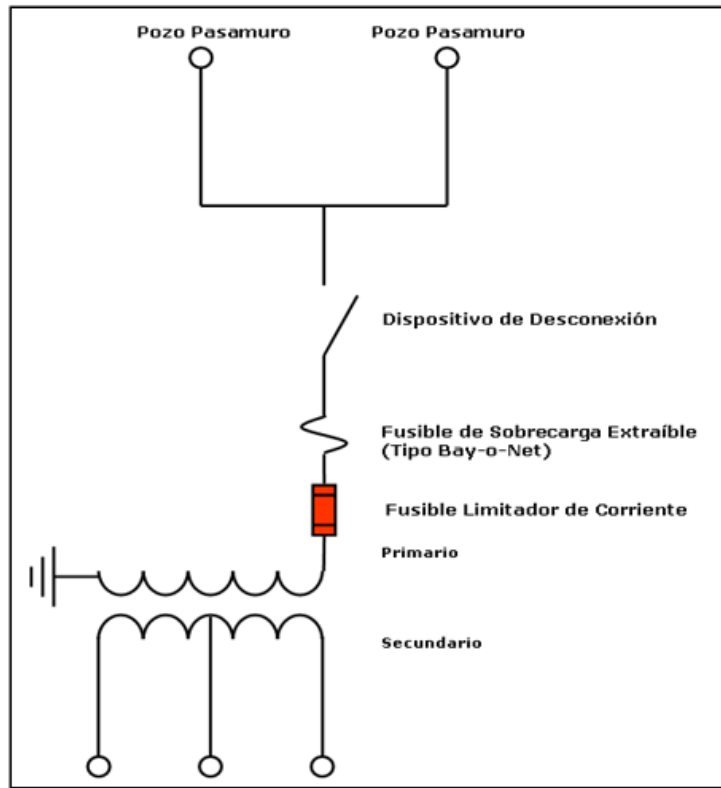 Pozo Pasamuro
Pozo Pasamuro
Dispositivo de Desconexión
Fusible de Sobrecarga Extraíble
(Tipo Bay-o-Net)
Fusible Limitador de Corriente
Primario
Secundario